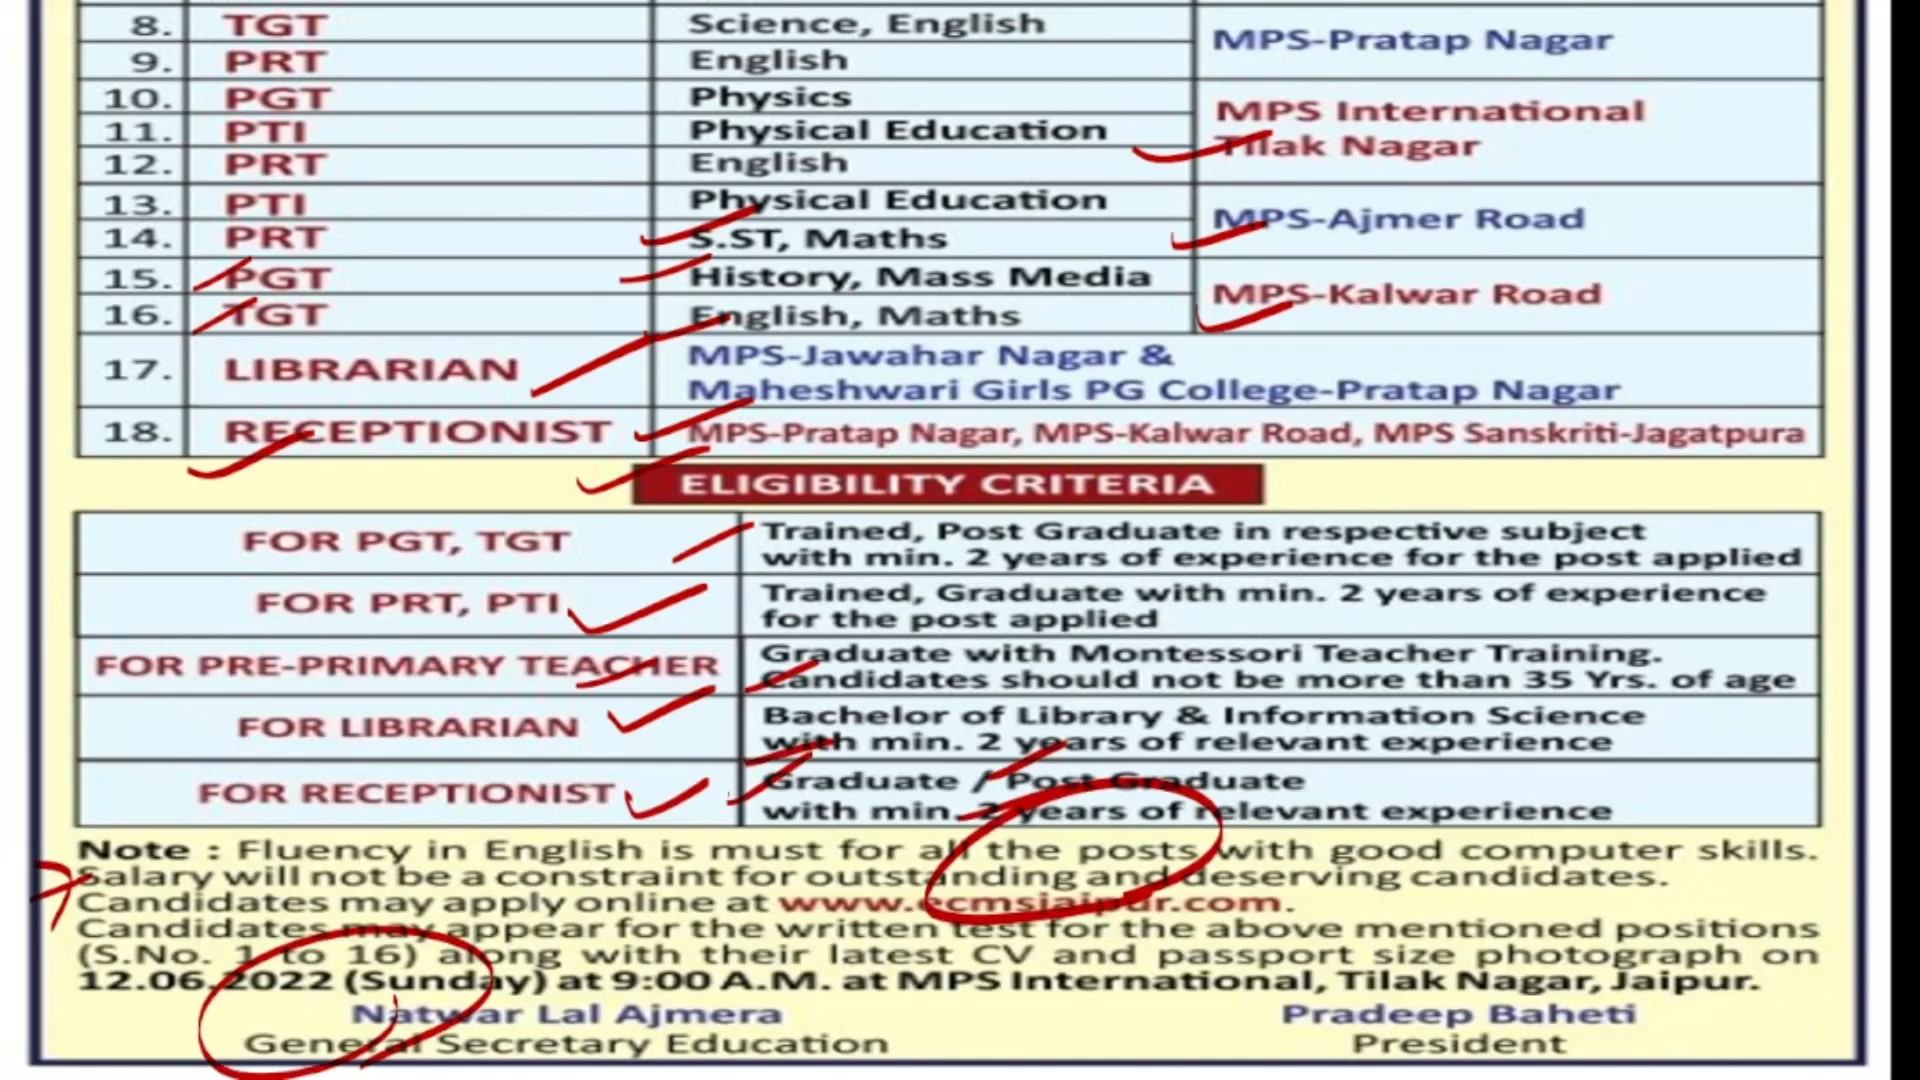 8. TGT Science, English MPS-Pratap Nagar
9. PRT English
10. PGT Physics MPS International
11. PTI Physical Education Tilak Nagar
12. PRT English
13. PTI Physical Education MPS-Ajmer Road
14. PRT S.ST, Maths
15. PGT History, Mass Media MPS-Kalwar Road
16. TGT English, Maths
17. LIBRARIAN MPS-Jawahar Nagar &
Maheshwari Girls PG College-Pratap Nagar
18. RECEPTIONIST MPS-Pratap Nagar, MPS-Kalwar Road, MPS Sanskriti-Jagatpura
ELIGIBILITY CRITERIA
FOR PGT, TGT Trained, Post Graduate in respective subject
with min. 2 years of experience for the post applied
FOR PRT, PTI Trained, Graduate with min. 2 years of experience
for the post applied
FOR PRE-PRIMARY TEACHER Graduate with Montessori Teacher Training.
Candidates should not be more than 35 Yrs. of age
FOR LIBRARIAN Bachelor of Library & Information Science
with min. 2 years of relevant experience
FOR RECEPTIONIST Graduate / Post Graduate
with min. 2 years of relevant experience
Note : Fluency in English is must for all the posts with good computer skills.
Salary will not be a constraint for outstanding and deserving candidates.
Candidates may apply online at www.ecmsjaipur.com.
Candidates may appear for the written test for the above mentioned positions
(S.No. 1 to 16) along with their latest CV and passport size photograph on
12.06.2022 (Sunday) at 9:00 A.M. at MPS International, Tilak Nagar, Jaipur.
Natwar Lal Ajmera Pradeep Baheti
General Secretary Education President